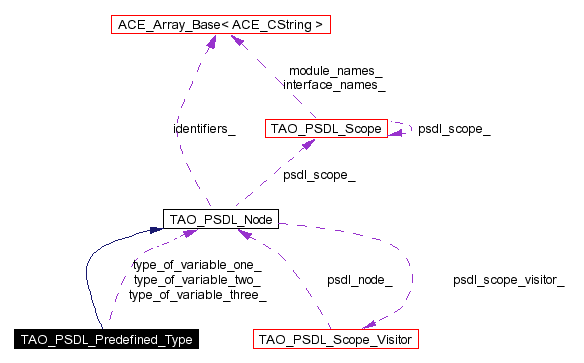 ACE_Array_Base< ACE_CString >
module_names_
interface_names_
identifiers_
TAO_PSDL_Scope
psdl_scope_
psdl_scope_
TAO_PSDL_Node
type_of_variable_one_
type_of_variable_two_
type_of_variable_three_
psdl_node_
psdl_scope_visitor_
TAO_PSDL_Predefined_Type
TAO_PSDL_Scope_Visitor